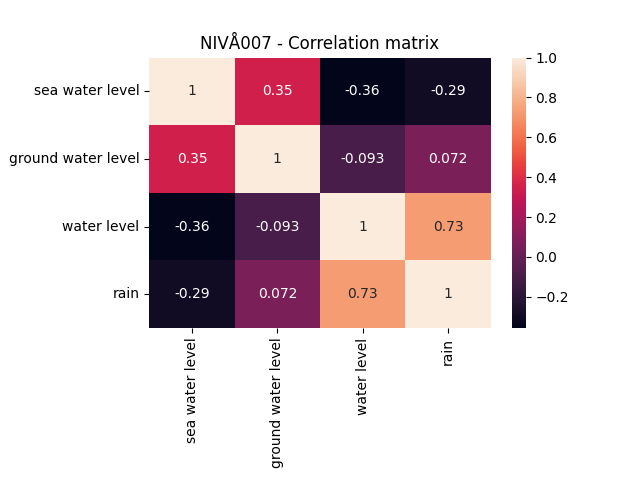 NIVÅ007 - Correlation matrix
sea water level
1
0.35
-0.36
-0.29
ground water level
0.35
1
-0.093
0.072
water level
-0.36
-0.093
1
0.73
rain
-0.29
0.072
0.73
1
sea water level
ground water level
water level
rain
1.0
0.8
0.6
0.4
0.2
0.0
−0.2